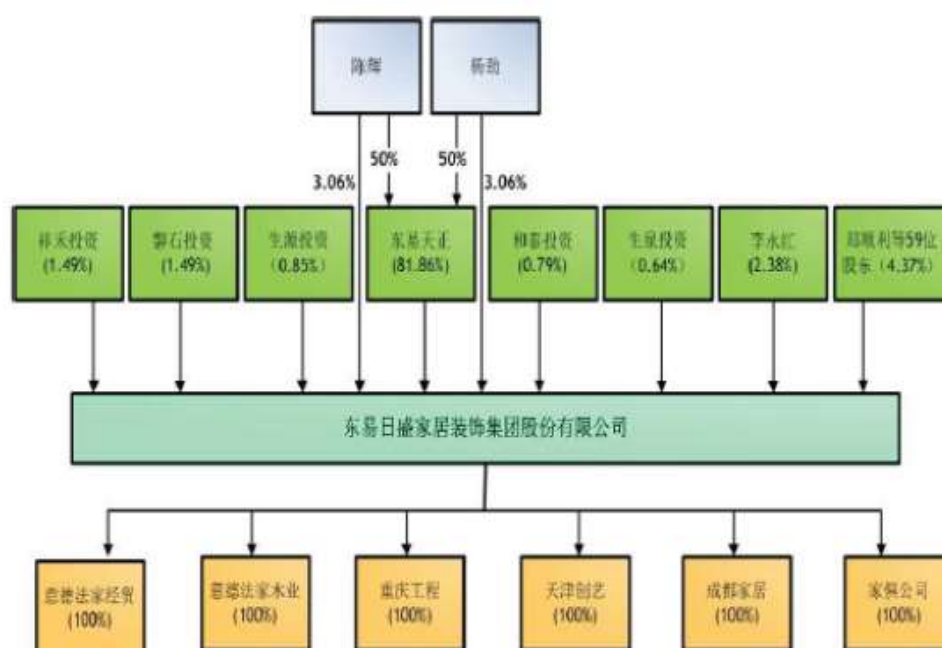 陈辉
杨劲
50%
50%
3.06%
3.06%
祥禾投资
(1.49%)
磐石投资
(1.49%)
生源投资
（0.85%）
东易天正
(81.86%)
和泰投资
(0.79%)
生泉投资
（0.64%）
李永红
(2.38%)
郑顺利等59位
股东（4.37%）
东易日盛家居装饰集团股份有限公司
意德法家经贸
(100%)
意德法家木业
(100%)
重庆工程
(100%)
天津创艺
(100%)
成都家居
(100%)
家俱公司
(100%)